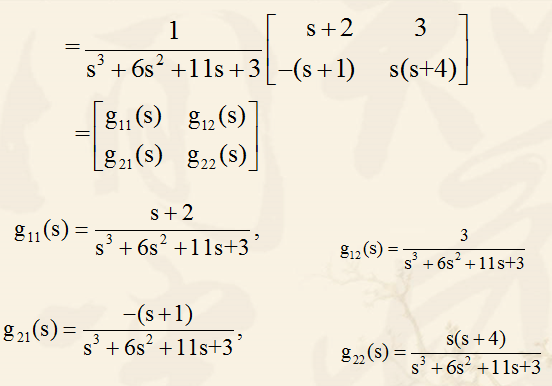 = 1/(s³ + 6s² + 11s + 3) [ s + 2  3 ; −(s + 1)  s(s+4) ]
= [ g₁₁(s)  g₁₂(s) ; g₂₁(s)  g₂₂(s) ]
g₁₁(s) = (s + 2)/(s³ + 6s² + 11s+3),  g₁₂(s) = 3/(s³ + 6s² + 11s+3)
g₂₁(s) = −(s + 1)/(s³ + 6s² + 11s+3),  g₂₂(s) = s(s + 4)/(s³ + 6s² + 11s+3)